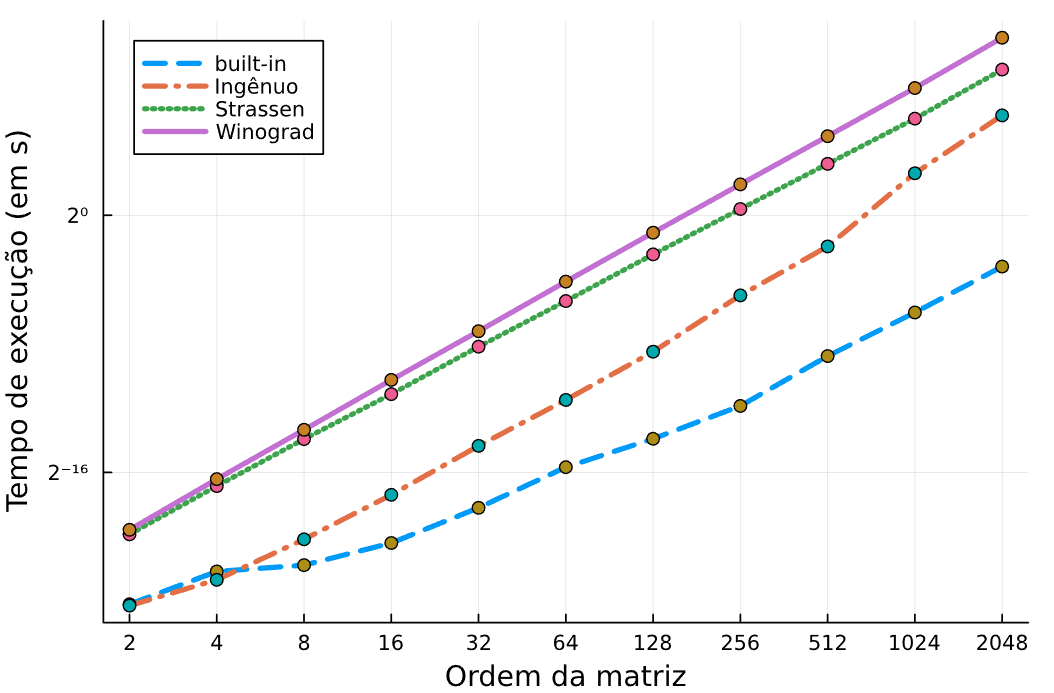 built-in
Ingênuo
Strassen
Winograd
Tempo de execução (em s)
2⁰
2⁻¹⁶
2 4 8 16 32 64 128 256 512 1024 2048
Ordem da matriz